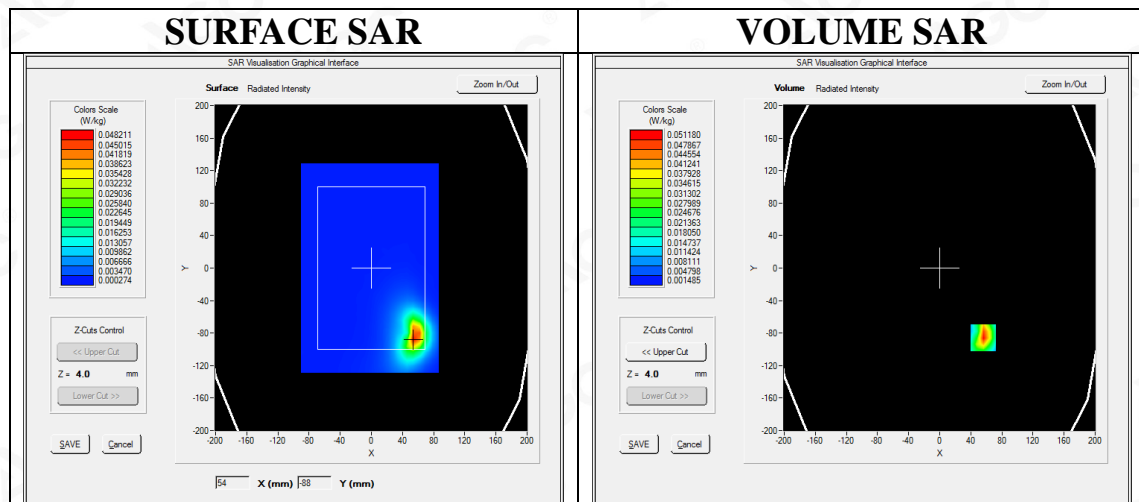 SURFACE SAR
VOLUME SAR
SAR Visualisation Graphical Interface
Surface Radiated Intensity
Zoom In/Out
Colors Scale
(W/kg)
0.048211
0.045015
0.041819
0.038623
0.035428
0.032232
0.029036
0.025840
0.022645
0.019449
0.016253
0.013057
0.009862
0.006666
0.003470
0.000274
Z-Cuts Control
<< Upper Cut
Z = 4.0 mm
Lower Cut >>
SAVE Cancel
200
160
120
80
40
0
-40
-80
-120
-160
-200
Y
-200 -160 -120 -80 -40 0 40 80 120 160 200
X
54 X (mm) -88 Y (mm)
SAR Visualisation Graphical Interface
Volume Radiated Intensity
Zoom In/Out
Colors Scale
(W/kg)
0.051180
0.047867
0.044554
0.041241
0.037928
0.034615
0.031302
0.027989
0.024676
0.021363
0.018050
0.014737
0.011424
0.008111
0.004798
0.001485
Z-Cuts Control
<< Upper Cut
Z = 4.0 mm
Lower Cut >>
SAVE Cancel
200
160
120
80
40
0
-40
-80
-120
-160
-200
Y
-200 -160 -120 -80 -40 0 40 80 120 160 200
X